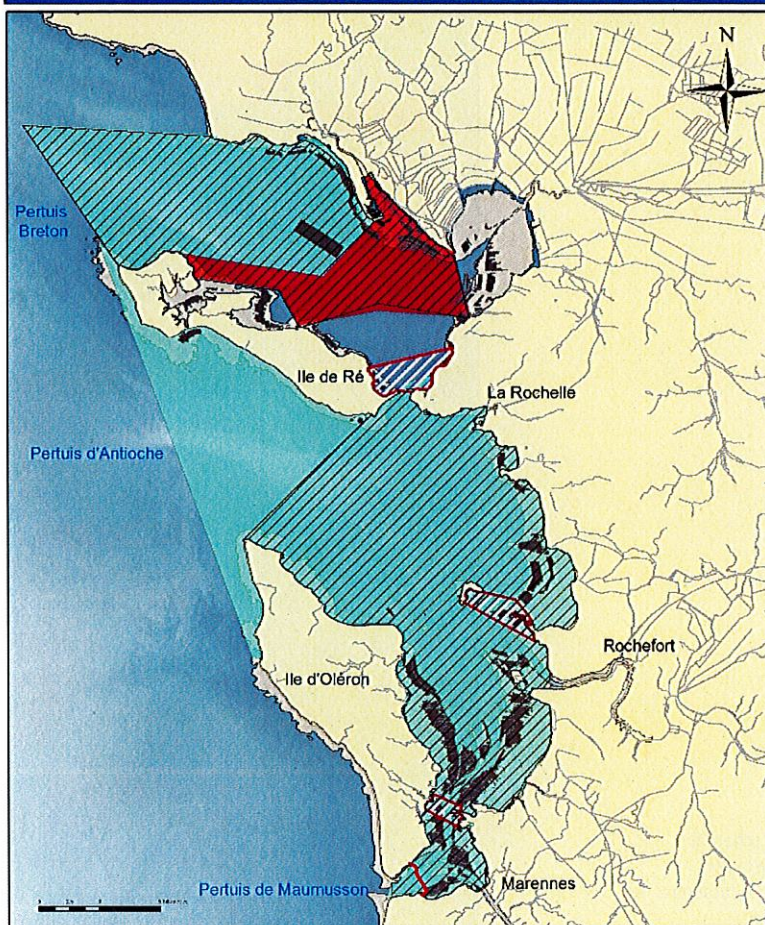 N
Pertuis
Breton
Ile de Ré
La Rochelle
Pertuis d'Antioche
Rochefort
Ile d'Oléron
Pertuis de Maumusson
Marennes